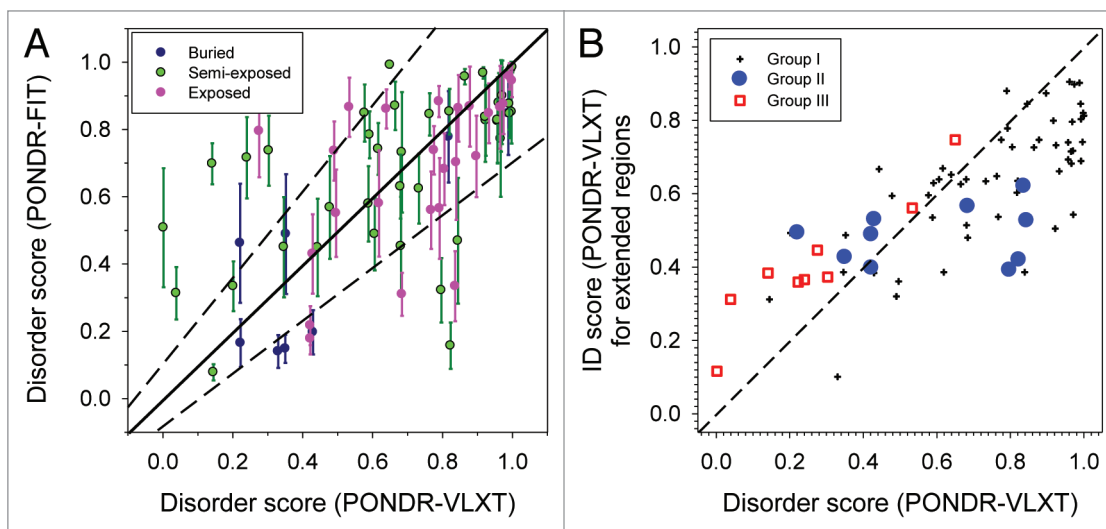 A
Buried
Semi-exposed
Exposed
Disorder score (PONDR-FIT)
1.0
0.8
0.6
0.4
0.2
0.0
0.0 0.2 0.4 0.6 0.8 1.0
Disorder score (PONDR-VLXT)
B
Group I
Group II
Group III
ID score (PONDR-VLXT)
for extended regions
1.0
0.8
0.6
0.4
0.2
0.0
0.0 0.2 0.4 0.6 0.8 1.0
Disorder score (PONDR-VLXT)